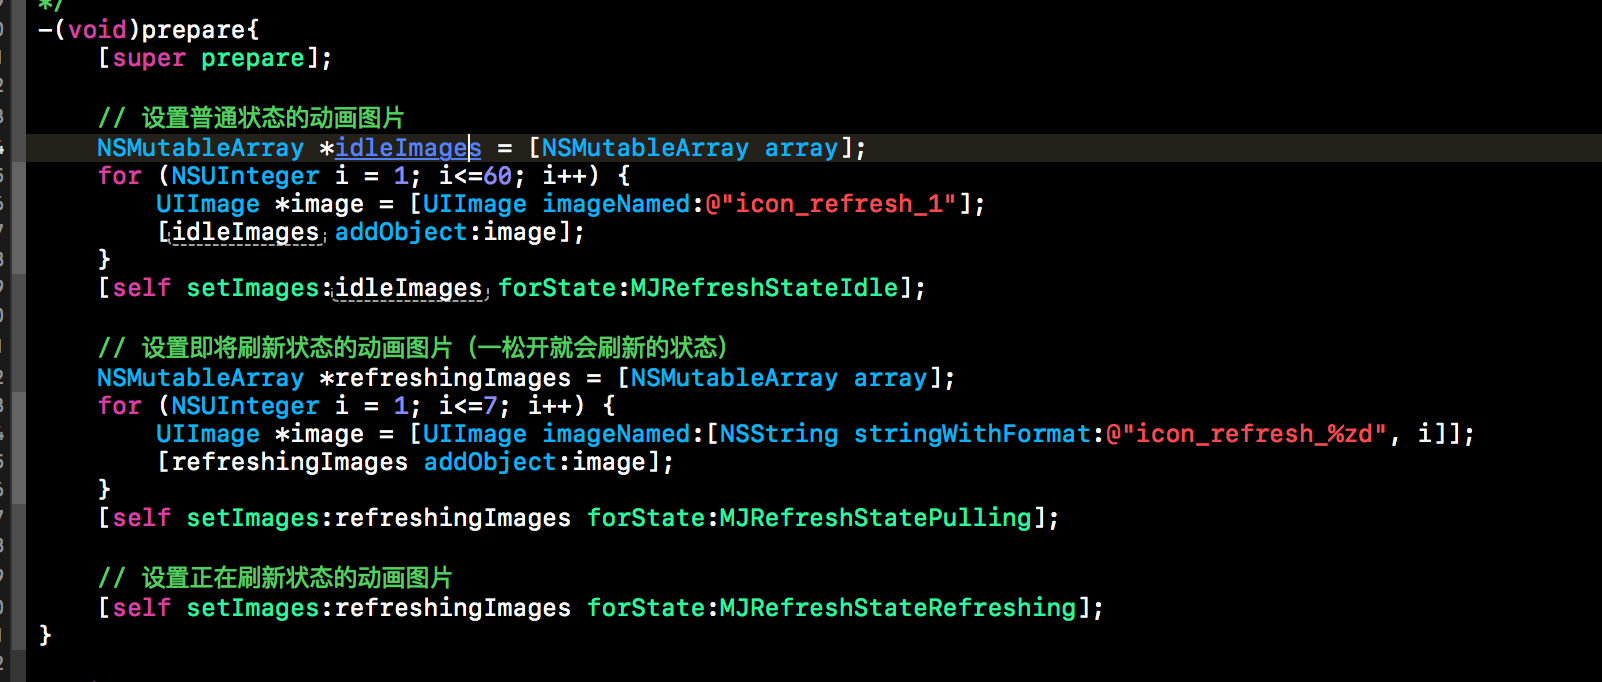 */
-(void)prepare{
    [super prepare];
    // 设置普通状态的动画图片
    NSMutableArray *idleImages = [NSMutableArray array];
    for (NSUInteger i = 1; i<=60; i++) {
        UIImage *image = [UIImage imageNamed:@"icon_refresh_1"];
        [idleImages addObject:image];
    }
    [self setImages:idleImages forState:MJRefreshStateIdle];
    // 设置即将刷新状态的动画图片（一松开就会刷新的状态）
    NSMutableArray *refreshingImages = [NSMutableArray array];
    for (NSUInteger i = 1; i<=7; i++) {
        UIImage *image = [UIImage imageNamed:[NSString stringWithFormat:@"icon_refresh_%zd", i]];
        [refreshingImages addObject:image];
    }
    [self setImages:refreshingImages forState:MJRefreshStatePulling];
    // 设置正在刷新状态的动画图片
    [self setImages:refreshingImages forState:MJRefreshStateRefreshing];
}